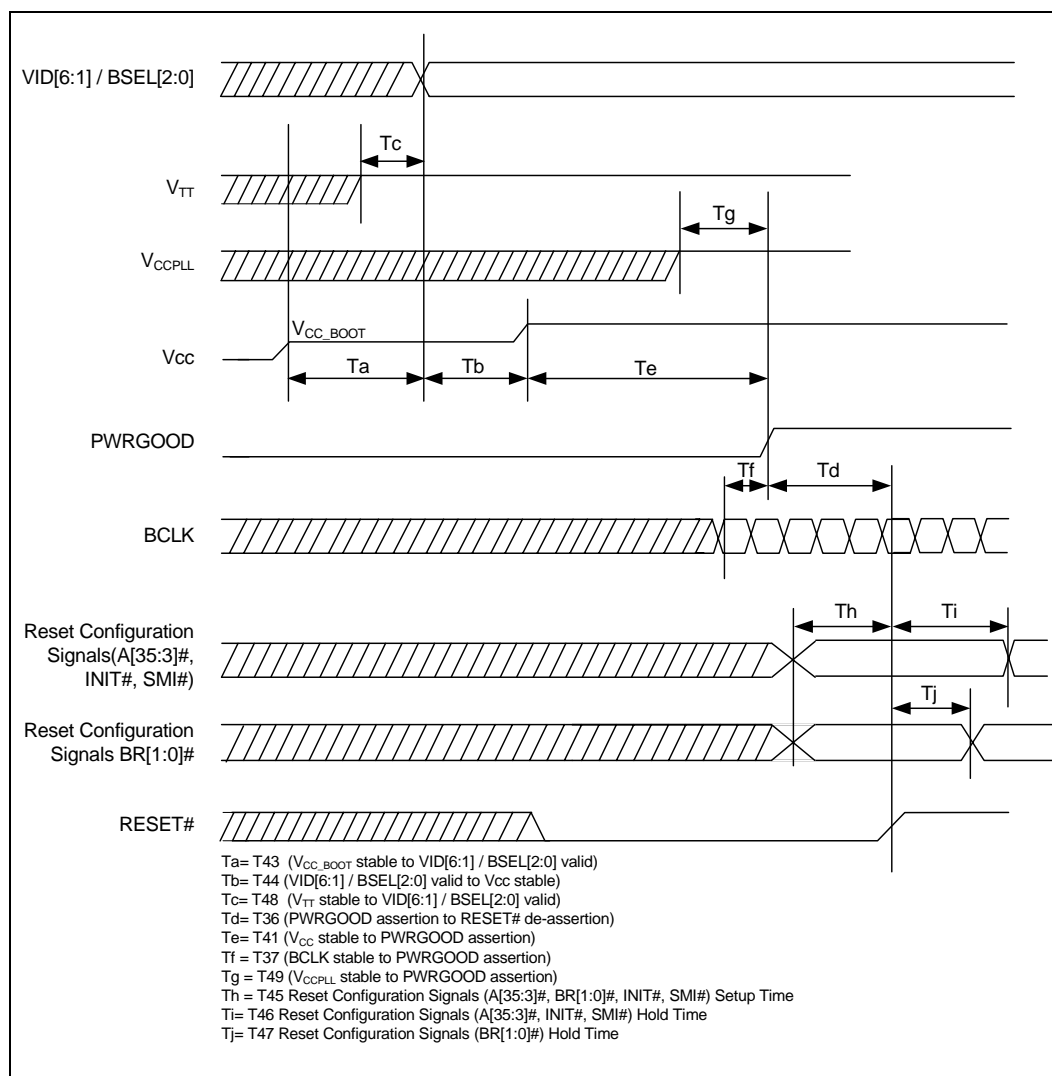 VID[6:1] / BSEL[2:0]
Tc
VTT
Tg
VCCPLL
VCC_BOOT
Vcc
Ta
Tb
Te
PWRGOOD
Tf
Td
BCLK
Th
Ti
Reset Configuration
Signals(A[35:3]#,
INIT#, SMI#)
Tj
Reset Configuration
Signals BR[1:0]#
RESET#
Ta= T43 (VCC_BOOT stable to VID[6:1] / BSEL[2:0] valid)
Tb= T44 (VID[6:1] / BSEL[2:0] valid to Vcc stable)
Tc= T48 (VTT stable to VID[6:1] / BSEL[2:0] valid)
Td= T36 (PWRGOOD assertion to RESET# de-assertion)
Te= T41 (VCC stable to PWRGOOD assertion)
Tf = T37 (BCLK stable to PWRGOOD assertion)
Tg = T49 (VCCPLL stable to PWRGOOD assertion)
Th = T45 Reset Configuration Signals (A[35:3]#, BR[1:0]#, INIT#, SMI#) Setup Time
Ti= T46 Reset Configuration Signals (A[35:3]#, INIT#, SMI#) Hold Time
Tj= T47 Reset Configuration Signals (BR[1:0]#) Hold Time